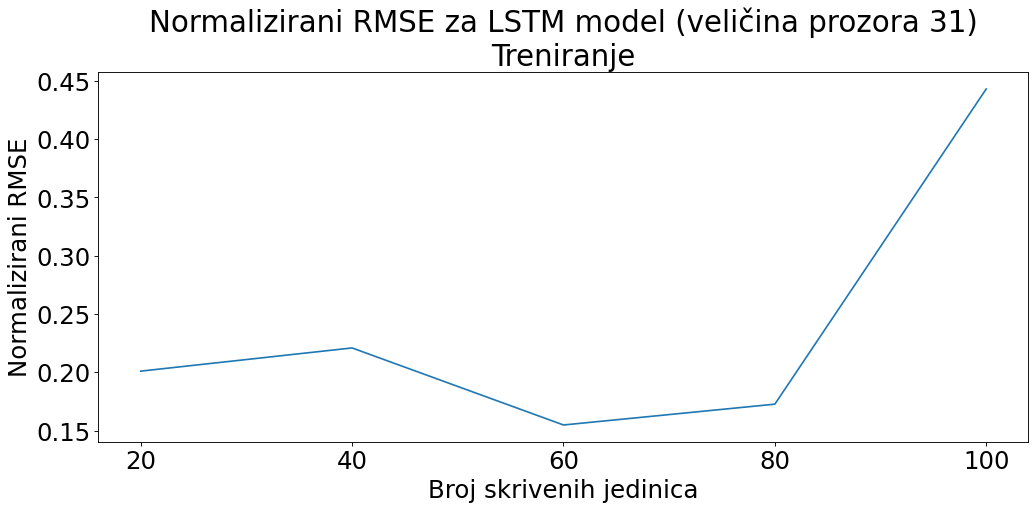 Normalizirani RMSE za LSTM model (veličina prozora 31)
Treniranje
Normalizirani RMSE
0.45
0.40
0.35
0.30
0.25
0.20
0.15
20 40 60 80 100
Broj skrivenih jedinica